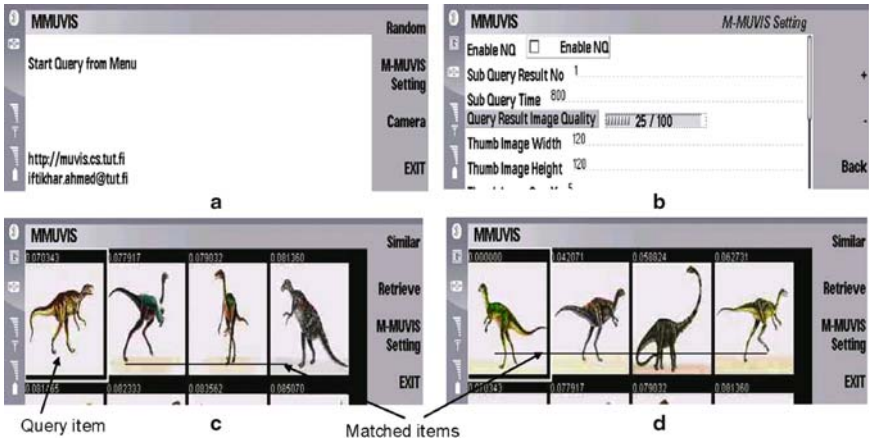 MMUVIS
Random
Start Query from Menu
M-MUVIS
Setting
Camera
http://muvis.cs.tut.fi
iftikhar.ahmed@tut.fi
EXIT
a
MMUVIS
M-MUVIS Setting
Enable NQ
Enable NQ
Sub Query Result No 1
+
Sub Query Time 800
Query Result Image Quality 25 / 100
-
Thumb Image Width 120
Thumb Image Height 120
Back
b
MMUVIS
Similar
0.070343 0.077917 0.079032 0.081360
Retrieve
M-MUVIS
Setting
EXIT
0.081765 0.082333 0.083562 0.085070
Query item
c
MMUVIS
Similar
0.000000 0.042071 0.058824 0.062731
Retrieve
M-MUVIS
Setting
EXIT
0.070343 0.077917 0.079032 0.081360
Matched items
d